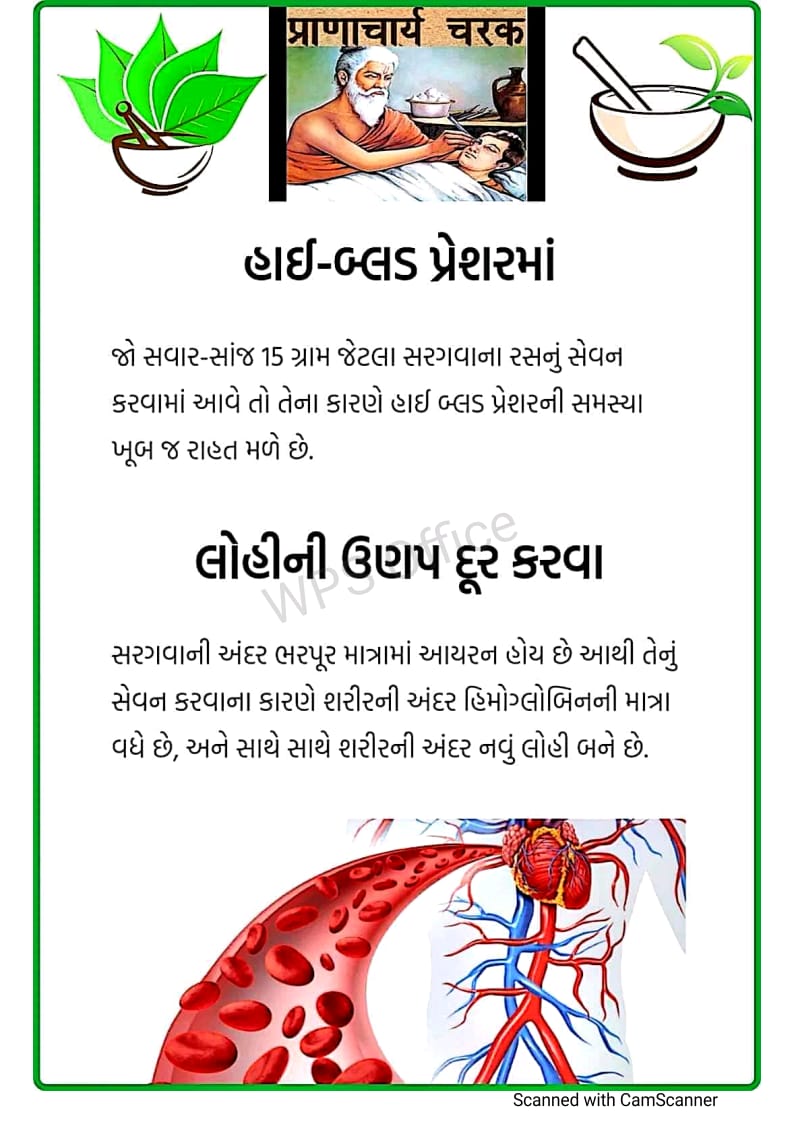 प्राणाचार्य चरक
હાઈ-બ્લડ પ્રેશરમાં
જો સવાર-સાંજ 15 ગ્રામ જેટલા સરગવાના રસનું સેવન
કરવામાં આવે તો તેના કારણે હાઈ બ્લડ પ્રેશરની સમસ્યા
ખૂબ જ રાહત મળે છે.
લોહીની ઉણપ દૂર કરવા
WPS Office
સરગવાની અંદર ભરપૂર માત્રામાં આયરન હોય છે આથી તેનું
સેવન કરવાના કારણે શરીરની અંદર હિમોગ્લોબિનની માત્રા
વધે છે, અને સાથે સાથે શરીરની અંદર નવું લોહી બને છે.
Scanned with CamScanner